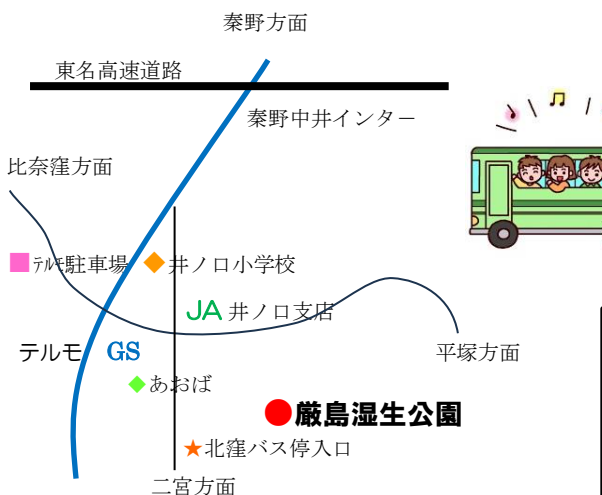 秦野方面
東名高速道路
秦野中井インター
比奈窪方面
テルモ駐車場
井ノ口小学校
JA 井ノ口支店
テルモ
GS
平塚方面
あおば
厳島湿生公園
北窪バス停入口
二宮方面